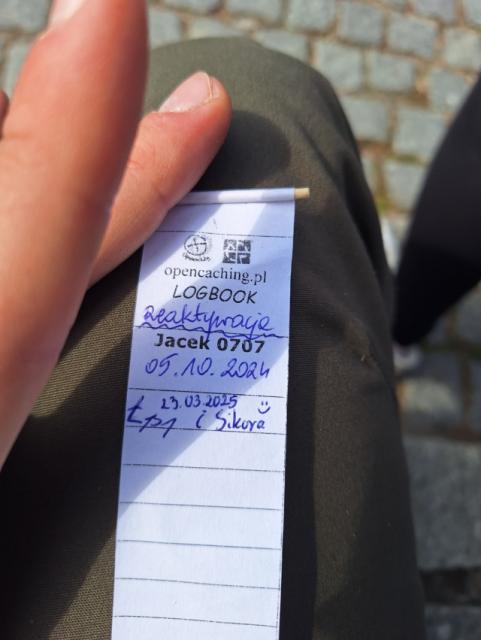 opencaching.pl
LOGBOOK
reaktywacja
Jacek 0707
05.10.2024
23.03.2025
i Sikora